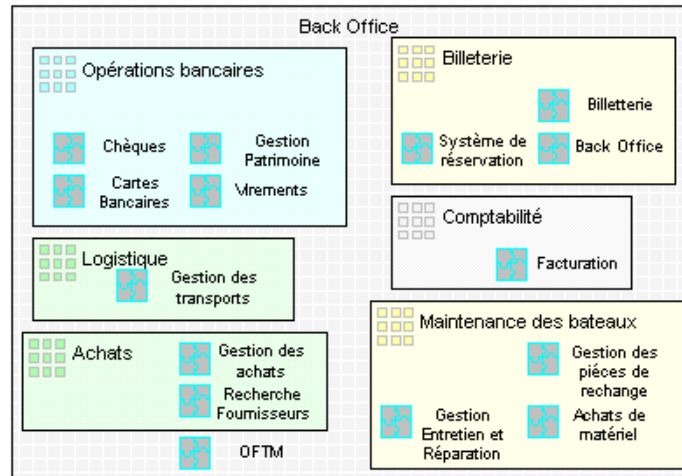 Back Office
Opérations bancaires
Chèques
Gestion
Patrimoine
Cartes
Bancaires
Virements
Logistique
Gestion des
transports
Achats
Gestion des
achats
Recherche
Fournisseurs
OFTM
Billeterie
Billetterie
Système de
réservation
Back Office
Comptabilité
Facturation
Maintenance des bateaux
Gestion des
piéces de
rechange
Gestion
Entretien et
Réparation
Achats de
matériel